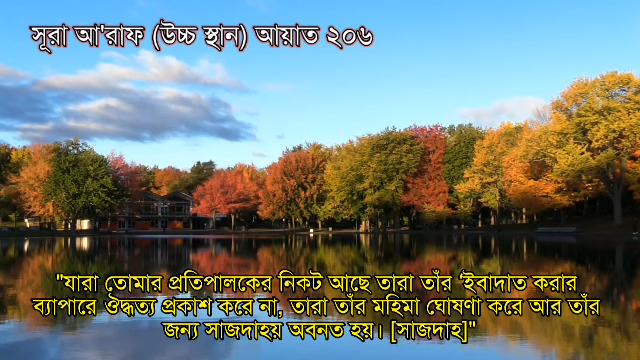 সূরা আ'রাফ (উচ্চ স্থান) আয়াত ২০৬
"যারা তোমার প্রতিপালকের নিকট আছে তারা তাঁর ‘ইবাদাত করার
ব্যাপারে ঔদ্ধত্য প্রকাশ করে না, তারা তাঁর মহিমা ঘোষণা করে আর তাঁর
জন্য সাজদাহয় অবনত হয়। [সাজদাহ]"